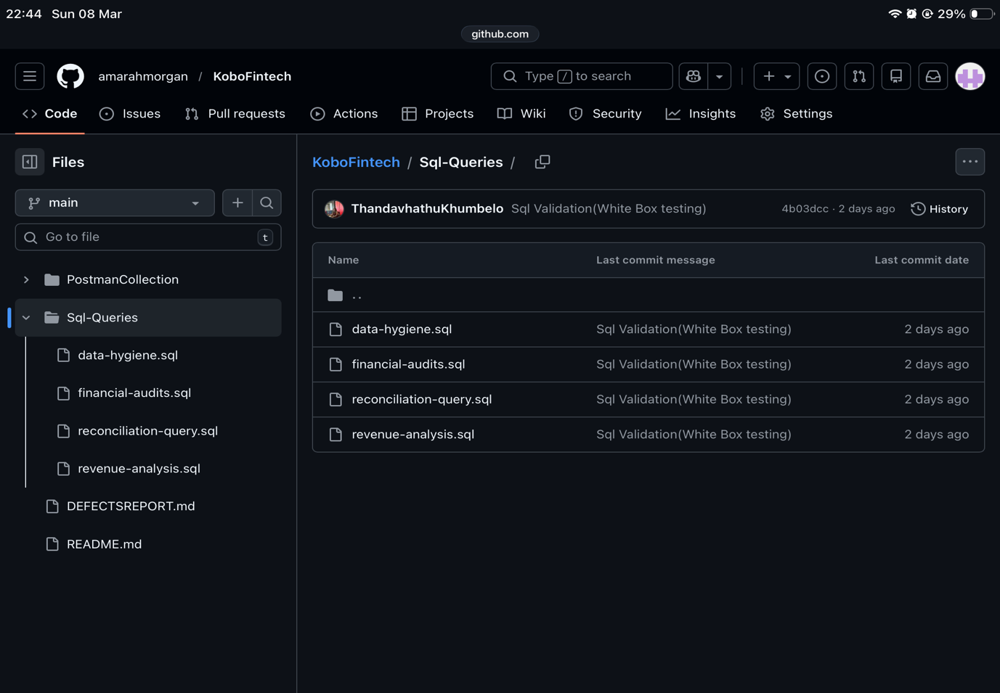 22:44 Sun 08 Mar
29%
github.com
amarahmorgan / KoboFintech
Type / to search
Code Issues Pull requests Actions Projects Wiki Security Insights Settings
Files
KoboFintech / Sql-Queries /
main
ThandavhathuKhumbelo Sql Validation(White Box testing) 4b03dcc · 2 days ago History
Go to file t
Name Last commit message Last commit date
PostmanCollection
..
Sql-Queries
data-hygiene.sql Sql Validation(White Box testing) 2 days ago
data-hygiene.sql
financial-audits.sql Sql Validation(White Box testing) 2 days ago
financial-audits.sql
reconciliation-query.sql Sql Validation(White Box testing) 2 days ago
reconciliation-query.sql
revenue-analysis.sql Sql Validation(White Box testing) 2 days ago
revenue-analysis.sql
DEFECTSREPORT.md
README.md